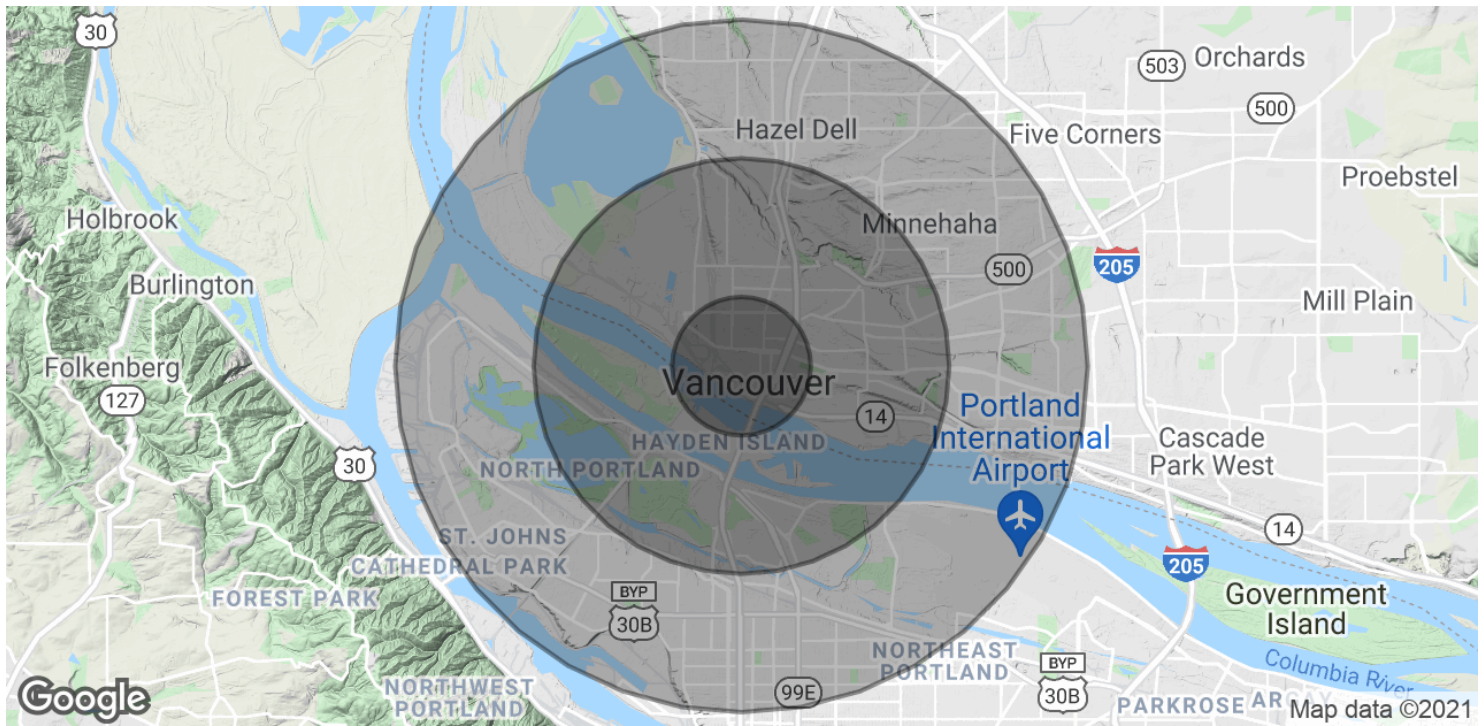 30
Orchards
503
500
Hazel Dell
Five Corners
Proebstel
Holbrook
Minnehaha
205
500
Burlington
Mill Plain
Folkenberg
127
Vancouver
14
Portland
International
Airport
HAYDEN ISLAND
Cascade
Park West
NORTH PORTLAND
30
14
ST. JOHNS
CATHEDRAL PARK
205
FOREST PARK
BYP
30B
Government
Island
NORTHEAST
PORTLAND
Columbia River
BYP
30B
NORTHWEST
PORTLAND
99E
PARKROSE
Google
Map data ©2021